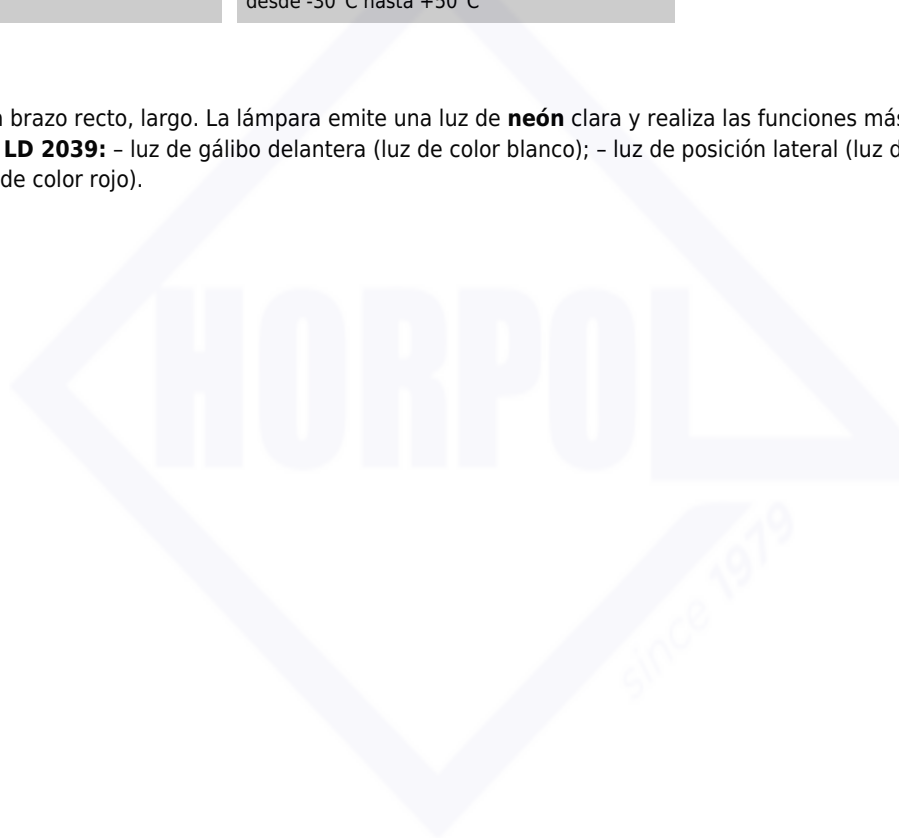 desde -30°C hasta +50°C
brazo recto, largo. La lámpara emite una luz de neón clara y realiza las funciones más
LD 2039: – luz de gálibo delantera (luz de color blanco); – luz de posición lateral (luz d
de color rojo).
HORPOL
since 1979